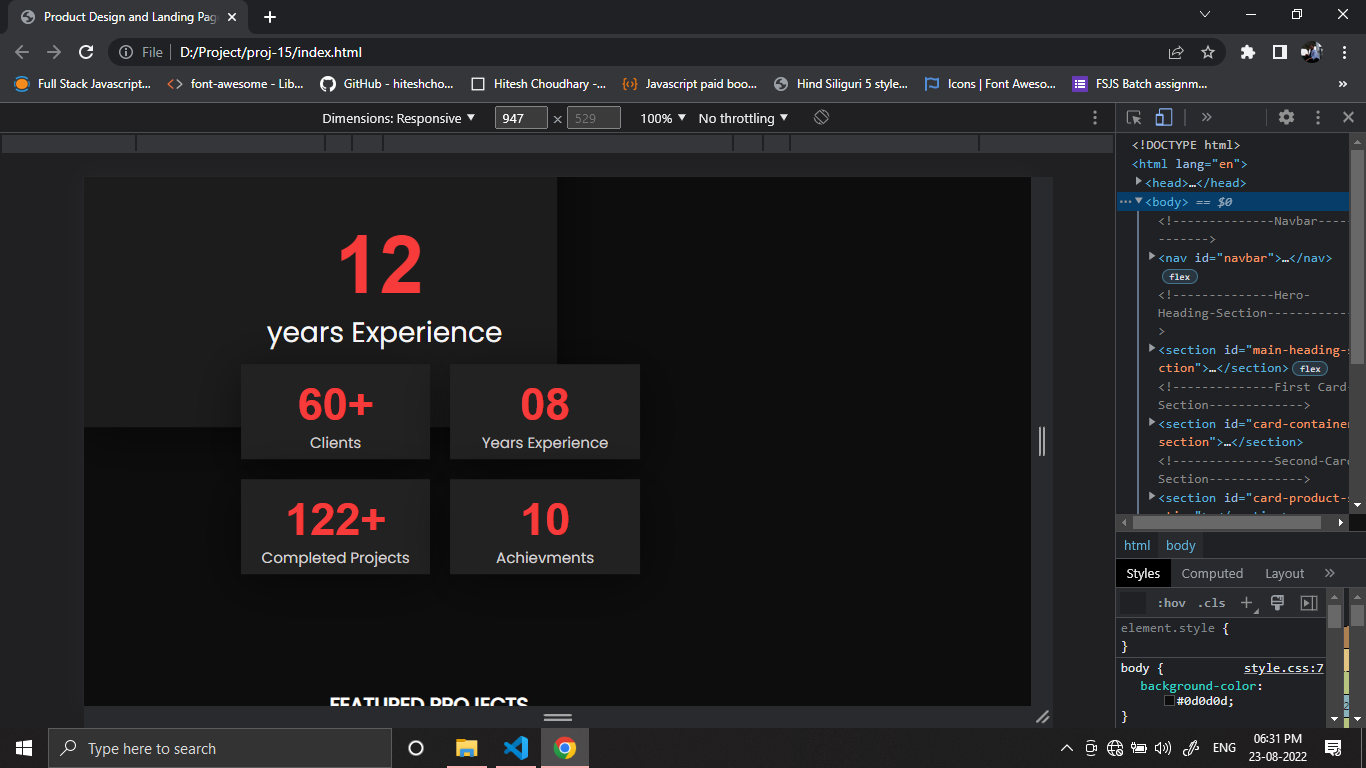 Product Design and Landing Pag
File
D:/Project/proj-15/index.html
Full Stack Javascript...
font-awesome - Lib...
GitHub - hiteshcho...
Hitesh Choudhary -...
Javascript paid boo...
Hind Siliguri 5 style...
Icons | Font Aweso...
FSJS Batch assignm...
»
Dimensions: Responsive
947 × 529
100%
No throttling
12
years Experience
60+
Clients
08
Years Experience
122+
Completed Projects
10
Achievments
FEATURED PROJECTS
<!DOCTYPE html>
<html lang="en">
<head>…</head>
<body> == $0
<!--------------Navbar----
-------->
<nav id="navbar">…</nav>
flex
<!--------------Hero-
Heading-Section------------
>
<section id="main-heading-s
ction">…</section> flex
<!--------------First Card-
Section------------->
<section id="card-container
section">…</section>
<!--------------Second-Card
Section------------->
<section id="card-product-s
html body
Styles Computed Layout »
:hov .cls +
element.style {
}
body { style.css:7
background-color:
#0d0d0d;
}
Type here to search
ENG
06:31 PM
23-08-2022